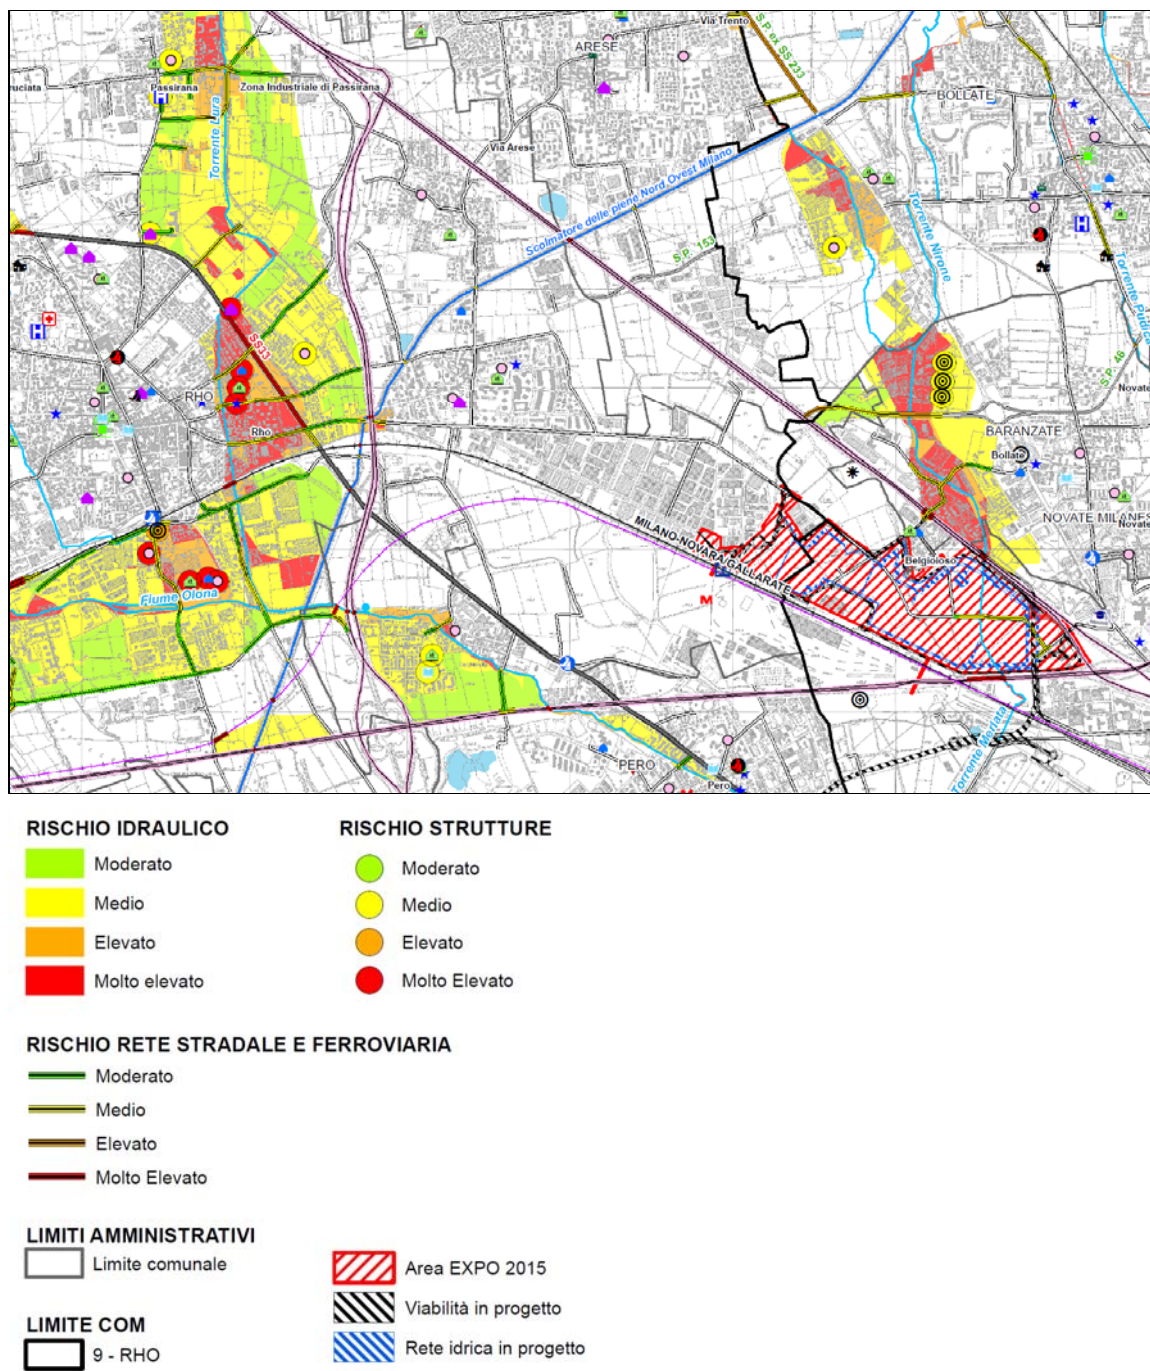 Via Trento
ARESE
S.P. ex SS 233
cruciata
Passirana
Zona Industriale di Passirana
BOLLATE
Torrente Lura
Via Arese
Scolmatore delle piene Nord Ovest Milano
S.P. 153
Torrente Nirone
Torrente Pudica
SS33
S.P. 46
Novate
RHO
Rho
BARANZATE
Bollate
NOVATE MILANES
Novate
MILANO-NOVARA/GALLARATE
Belgioioso
Fiume Olona
M
Torrente Merlata
PERO
Pero
RISCHIO IDRAULICO
Moderato
Medio
Elevato
Molto elevato
RISCHIO STRUTTURE
Moderato
Medio
Elevato
Molto Elevato
RISCHIO RETE STRADALE E FERROVIARIA
Moderato
Medio
Elevato
Molto Elevato
LIMITI AMMINISTRATIVI
Limite comunale
LIMITE COM
9 - RHO
Area EXPO 2015
Viabilità in progetto
Rete idrica in progetto